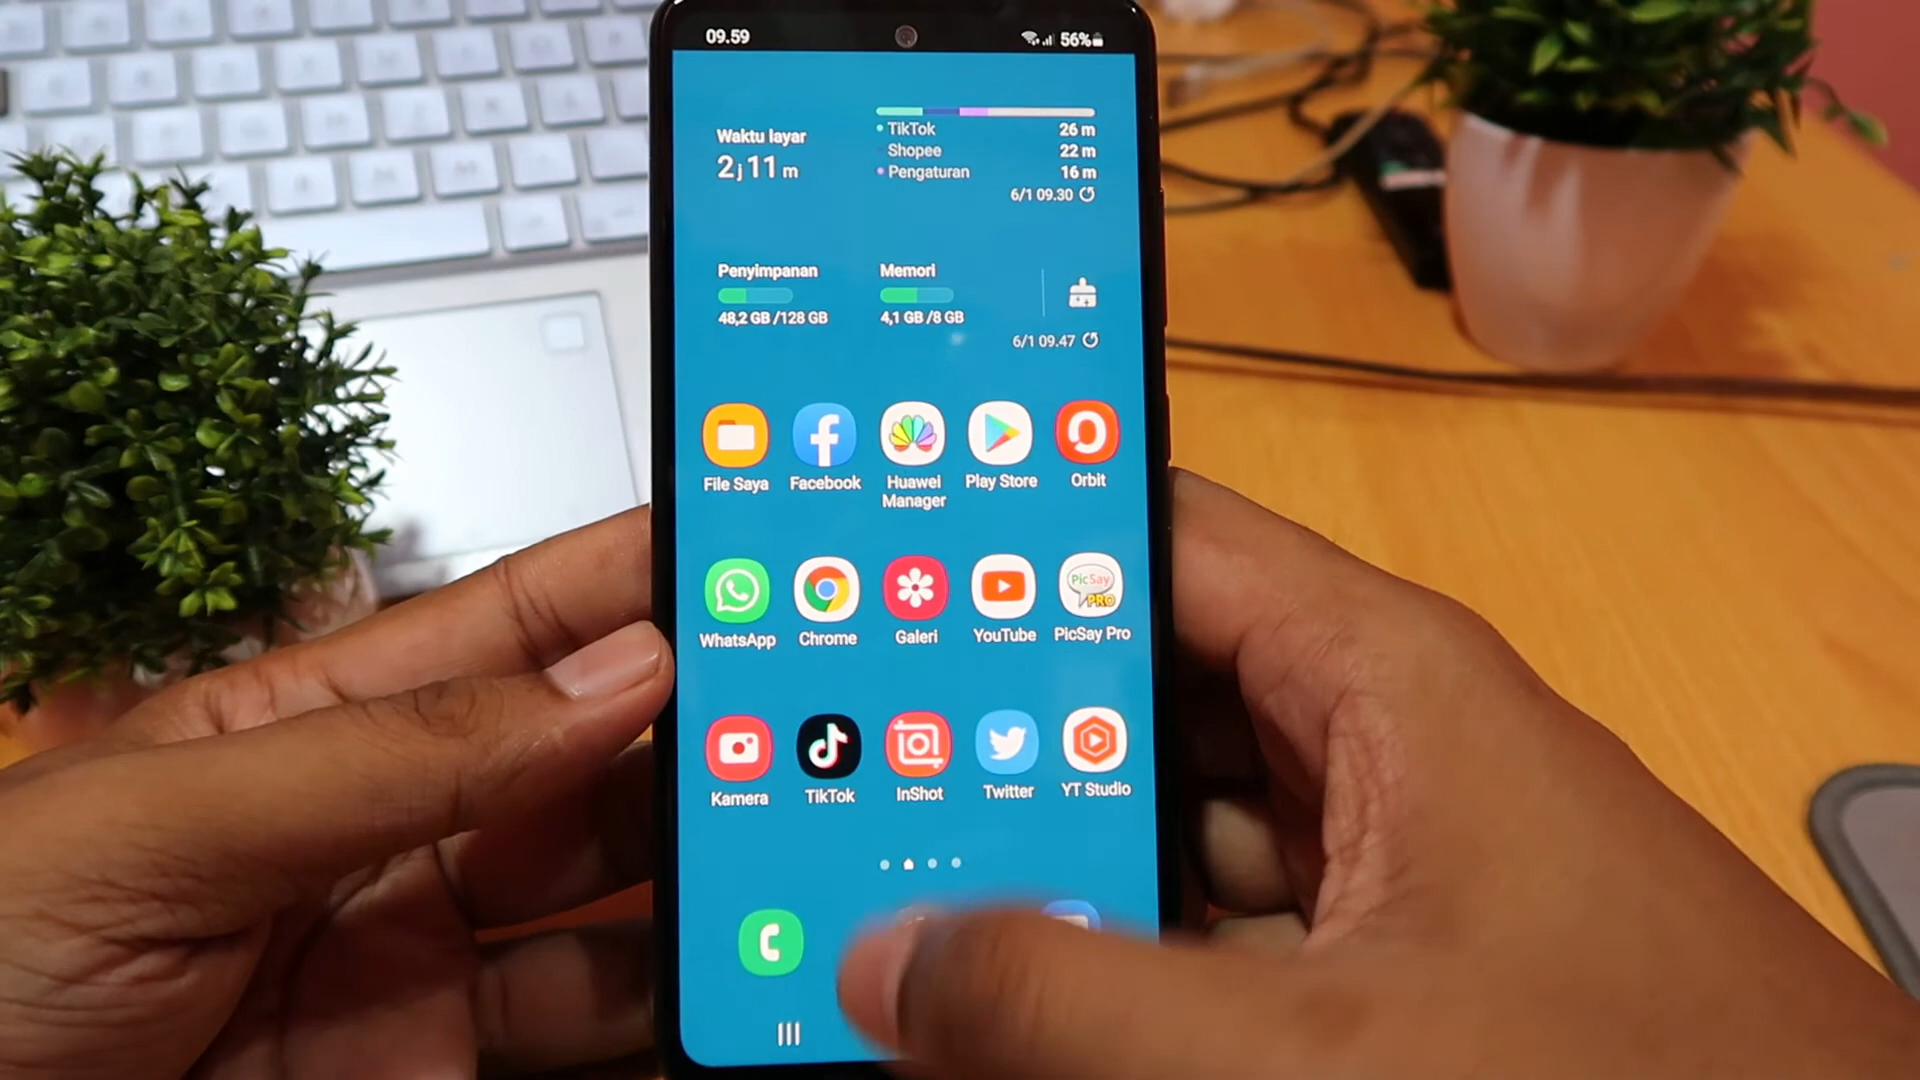 09.59
56%
Waktu layar
2j 11 m
TikTok 26 m
Shopee 22 m
Pengaturan 16 m
6/1 09.30
Penyimpanan
48,2 GB /128 GB
Memori
4,1 GB /8 GB
6/1 09.47
File Saya
Facebook
Huawei
Manager
Play Store
Orbit
PicSay
PRO
WhatsApp
Chrome
Galeri
YouTube
PicSay Pro
Kamera
TikTok
InShot
Twitter
YT Studio